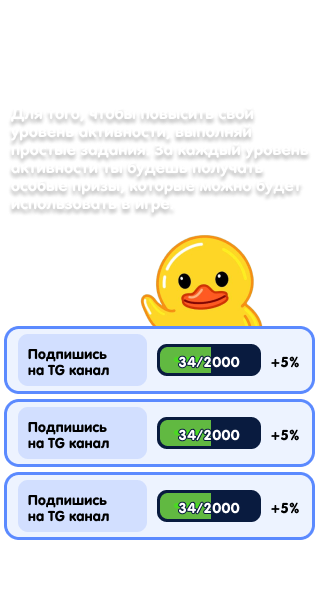 Для того, чтобы повысить свой
уровень активности, выполняй
простые задания. За каждый уровень
активности ты будешь получать
особые призы, которые можно будет
использовать в игре.
Подпишись
на TG канал
34/2000
+5%
Подпишись
на TG канал
34/2000
+5%
Подпишись
на TG канал
34/2000
+5%